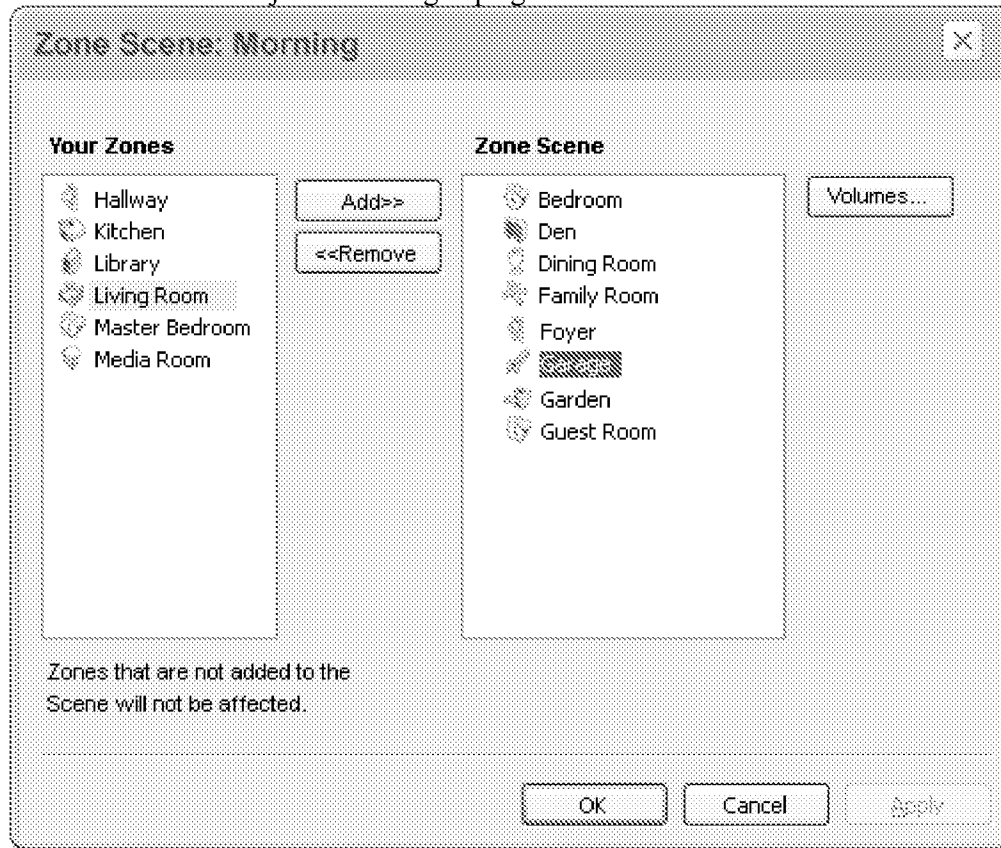 Zone Scene: Morning
Your Zones
Hallway
Kitchen
Library
Living Room
Master Bedroom
Media Room
Add>>
<<Remove
Zone Scene
Bedroom
Den
Dining Room
Family Room
Foyer
Garage
Garden
Guest Room
Volumes...
Zones that are not added to the
Scene will not be affected.
OK
Cancel
Apply